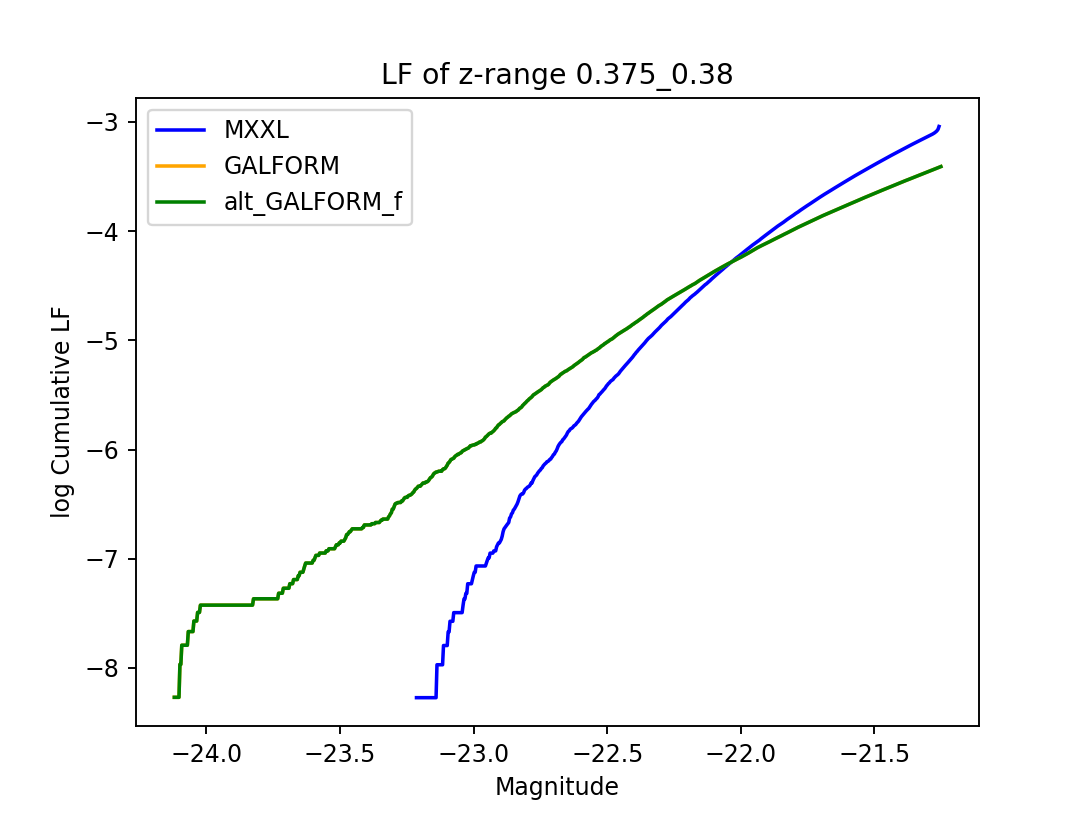 LF of z-range 0.375_0.38
MXXL
GALFORM
alt_GALFORM_f
log Cumulative LF
−3
−4
−5
−6
−7
−8
−24.0 −23.5 −23.0 −22.5 −22.0 −21.5
Magnitude